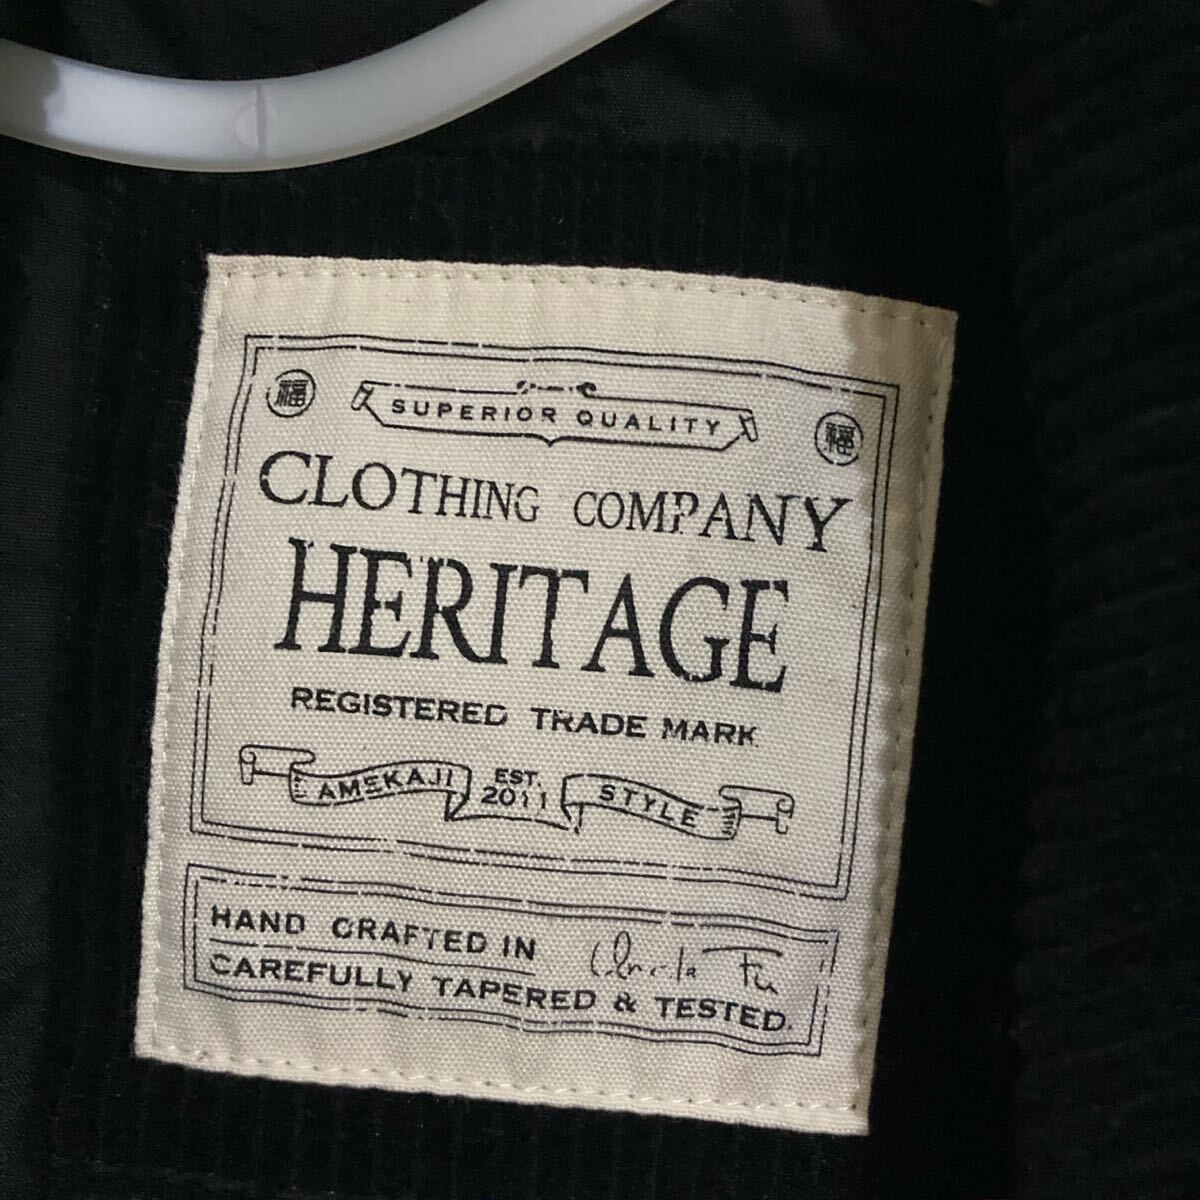 福
SUPERIOR QUALITY
福
CLOTHING COMPANY
HERITAGE
REGISTERED TRADE MARK
AMEKAJI EST. 2011 STYLE
HAND CRAFTED IN Fu
CAREFULLY TAPERED & TESTED.